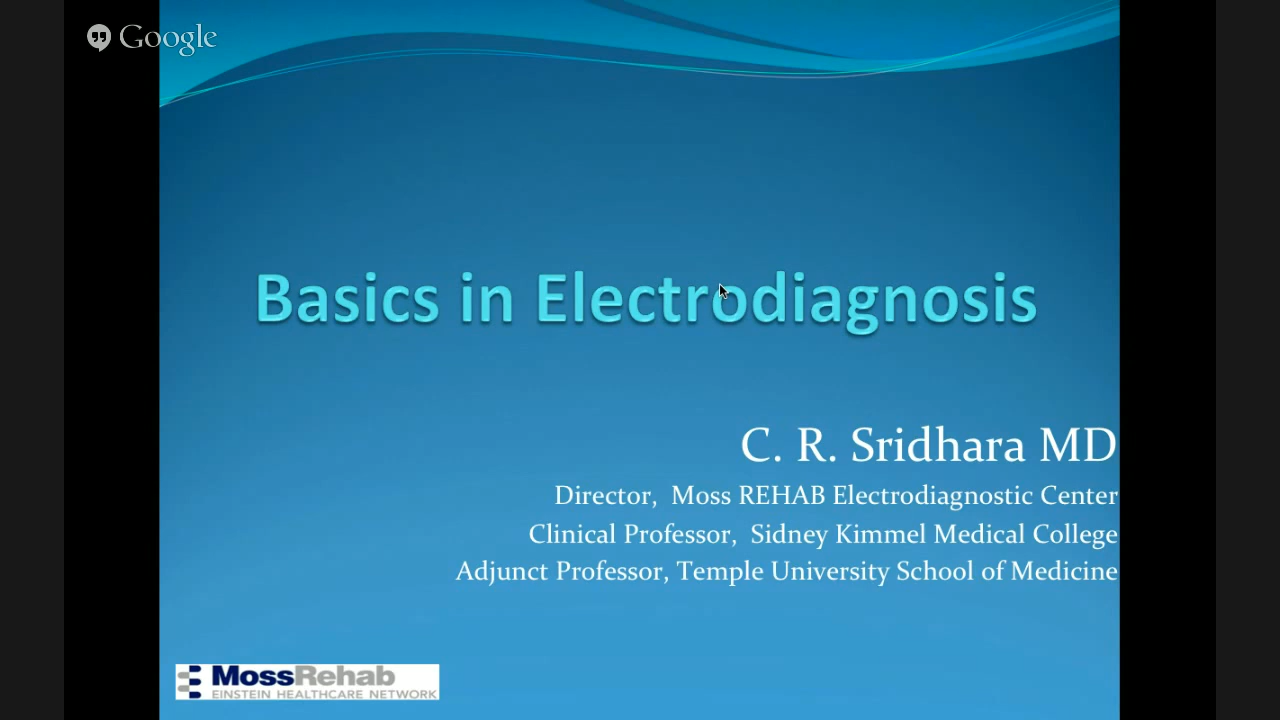 Google
Basics in Electrodiagnosis
C. R. Sridhara MD
Director, Moss REHAB Electrodiagnostic Center
Clinical Professor, Sidney Kimmel Medical College
Adjunct Professor, Temple University School of Medicine
MossRehab
EINSTEIN HEALTHCARE NETWORK